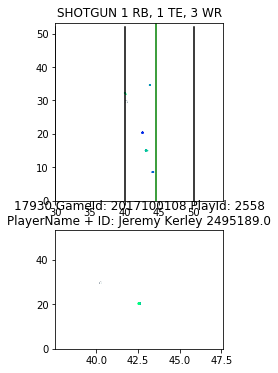 SHOTGUN 1 RB, 1 TE, 3 WR
50
40
30
20
10
0
30 35 40 45 50
17930 GameId: 2017100108 PlayId: 2558
PlayerName + ID: Jeremy Kerley 2495189.0
40
20
0
40.0 42.5 45.0 47.5